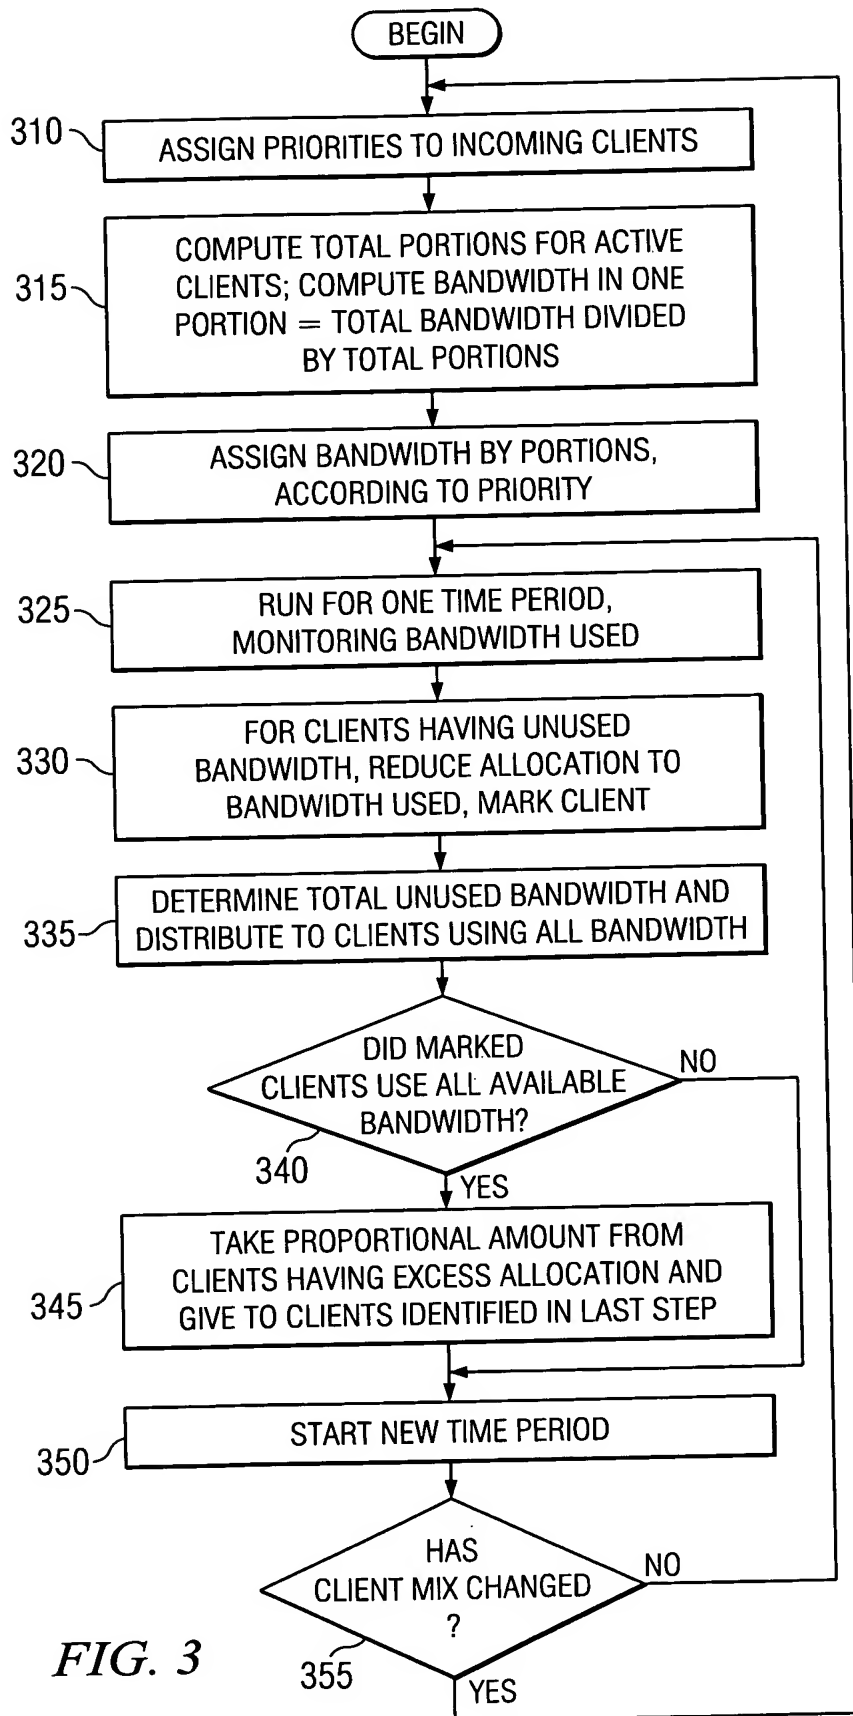 BEGIN
310
ASSIGN PRIORITIES TO INCOMING CLIENTS
315
COMPUTE TOTAL PORTIONS FOR ACTIVE
CLIENTS; COMPUTE BANDWIDTH IN ONE
PORTION = TOTAL BANDWIDTH DIVIDED
BY TOTAL PORTIONS
320
ASSIGN BANDWIDTH BY PORTIONS,
ACCORDING TO PRIORITY
325
RUN FOR ONE TIME PERIOD,
MONITORING BANDWIDTH USED
330
FOR CLIENTS HAVING UNUSED
BANDWIDTH, REDUCE ALLOCATION TO
BANDWIDTH USED, MARK CLIENT
335
DETERMINE TOTAL UNUSED BANDWIDTH AND
DISTRIBUTE TO CLIENTS USING ALL BANDWIDTH
DID MARKED
CLIENTS USE ALL AVAILABLE
BANDWIDTH?
NO
340
YES
345
TAKE PROPORTIONAL AMOUNT FROM
CLIENTS HAVING EXCESS ALLOCATION AND
GIVE TO CLIENTS IDENTIFIED IN LAST STEP
350
START NEW TIME PERIOD
HAS
CLIENT MIX CHANGED
?
NO
355
YES
FIG. 3